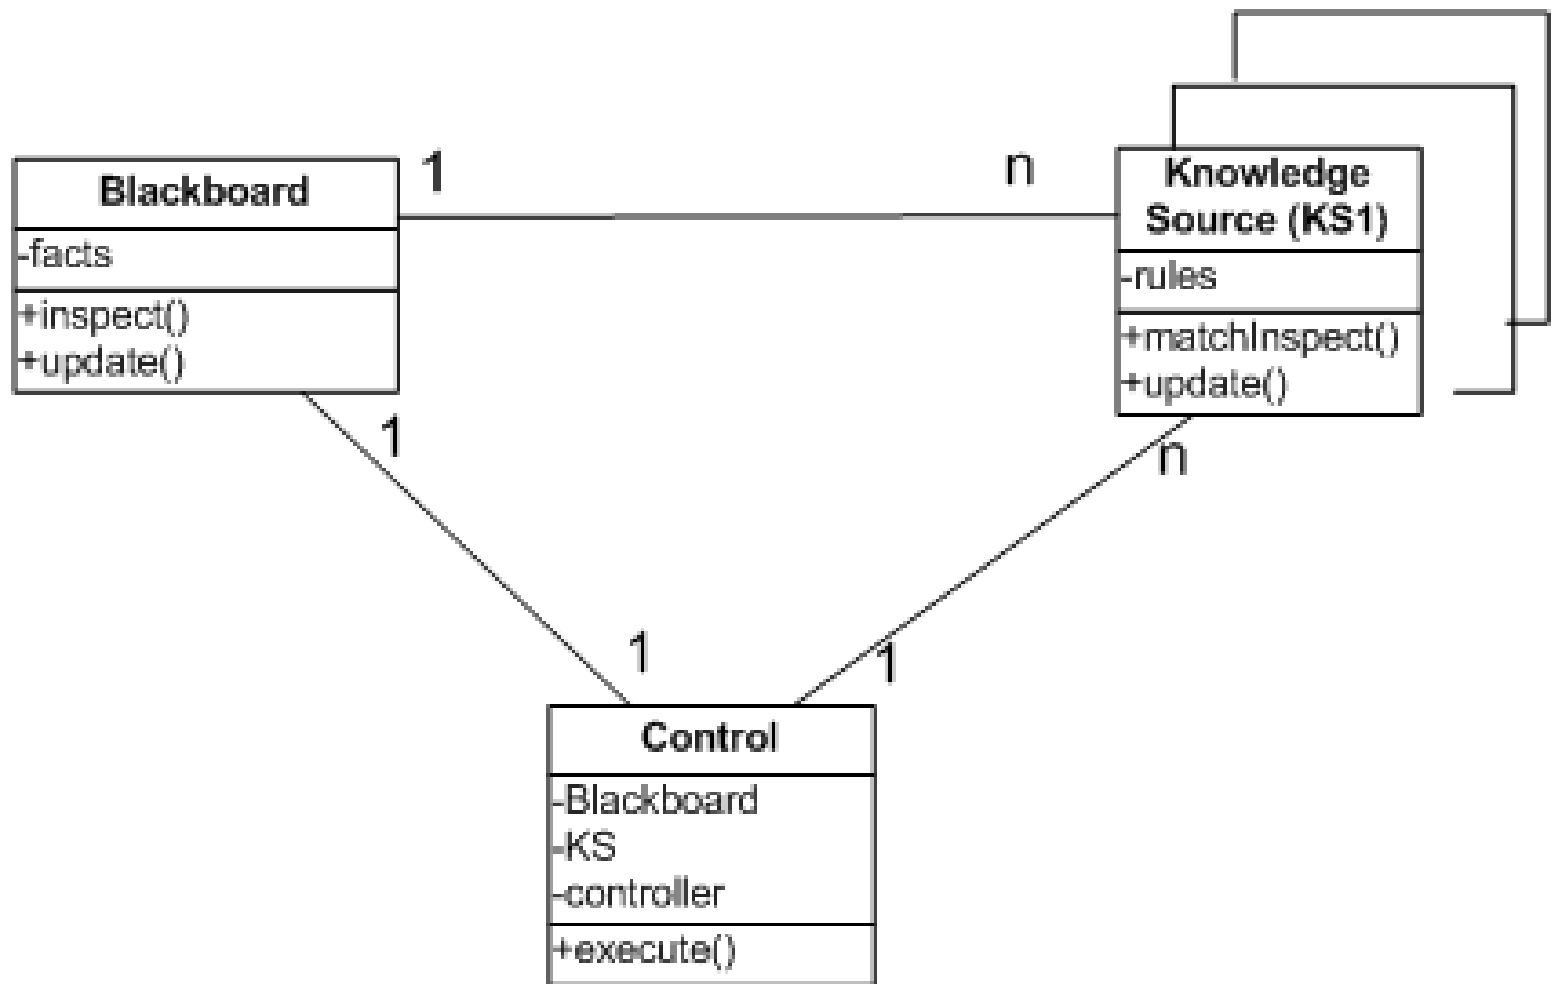 Blackboard
-facts
+inspect()
+update()
1
n
Knowledge
Source (KS1)
-rules
+matchInspect()
+update()
1
n
1
1
Control
-Blackboard
-KS
-controller
+execute()